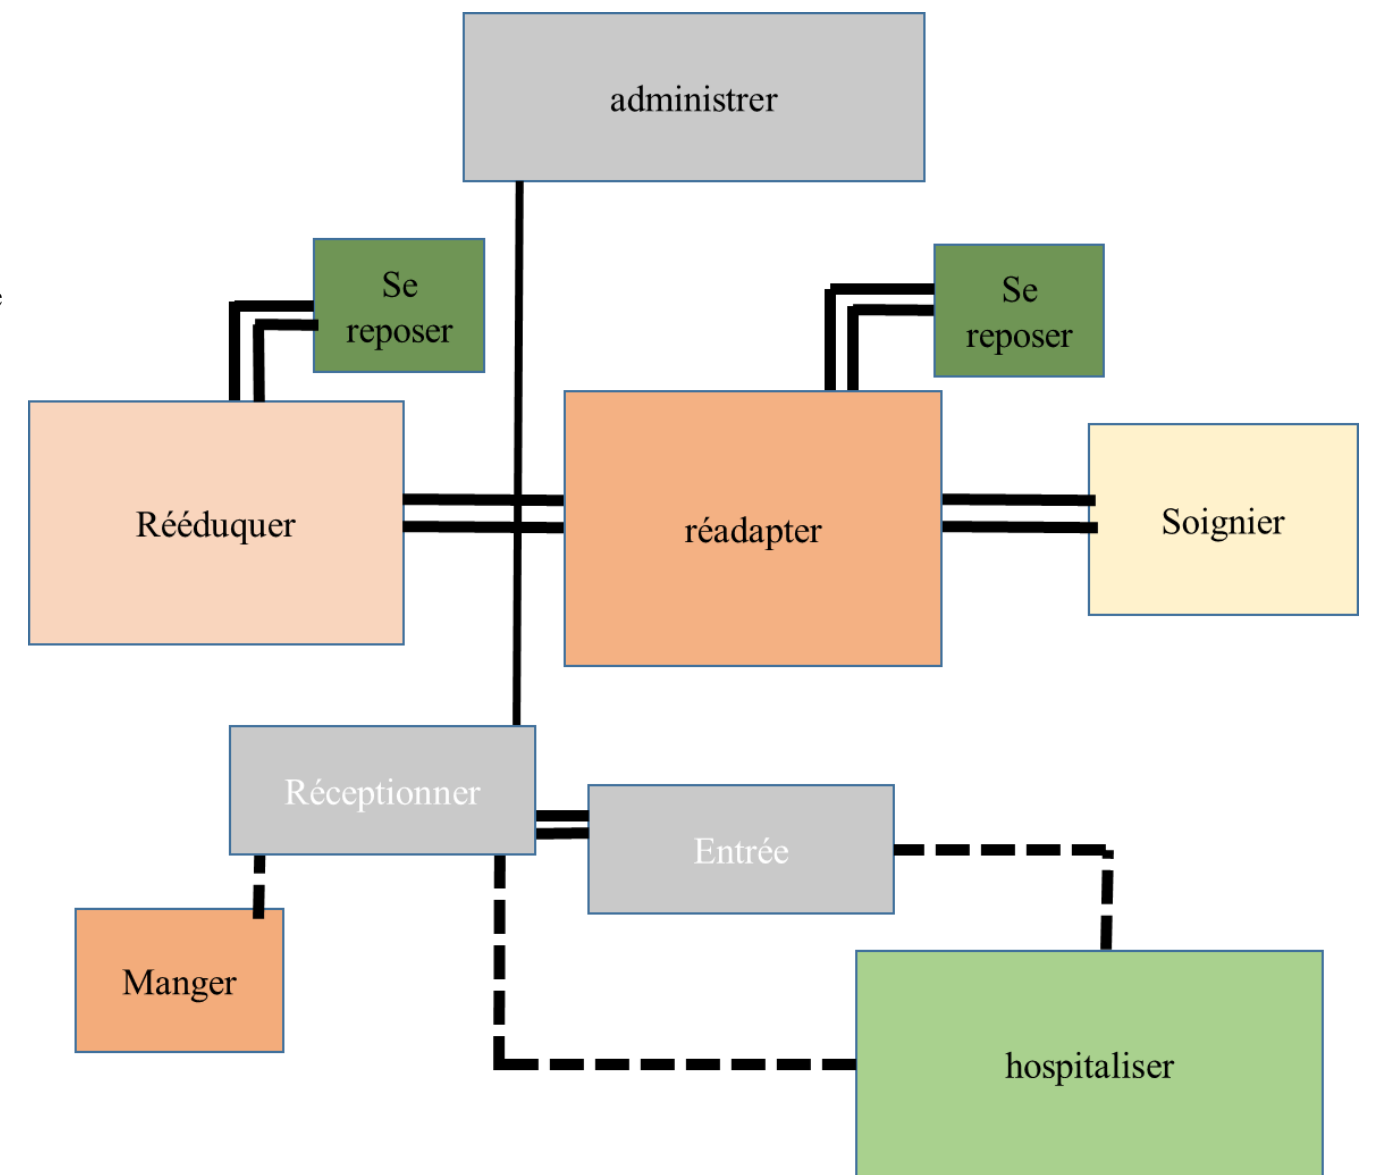 administrer
Se
reposer
Se
reposer
Rééduquer
réadapter
Soignier
Réceptionner
Entrée
Manger
hospitaliser